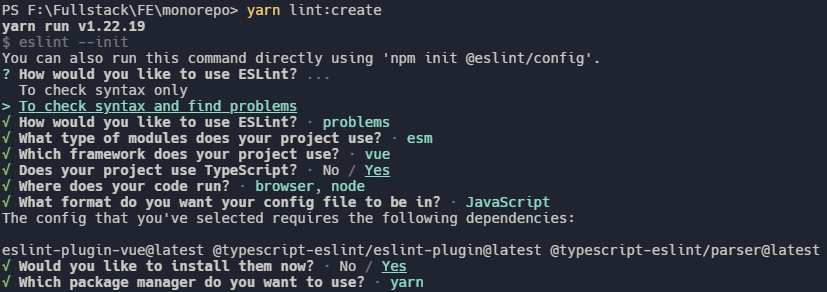 PS F:\Fullstack\FE\monorepo> yarn lint:create
yarn run v1.22.19
$ eslint --init
You can also run this command directly using 'npm init @eslint/config'.
? How would you like to use ESLint? ...
  To check syntax only
> To check syntax and find problems
√ How would you like to use ESLint? · problems
√ What type of modules does your project use? · esm
√ Which framework does your project use? · vue
√ Does your project use TypeScript? · No / Yes
√ Where does your code run? · browser, node
√ What format do you want your config file to be in? · JavaScript
The config that you've selected requires the following dependencies:

eslint-plugin-vue@latest @typescript-eslint/eslint-plugin@latest @typescript-eslint/parser@latest
√ Would you like to install them now? · No / Yes
√ Which package manager do you want to use? · yarn